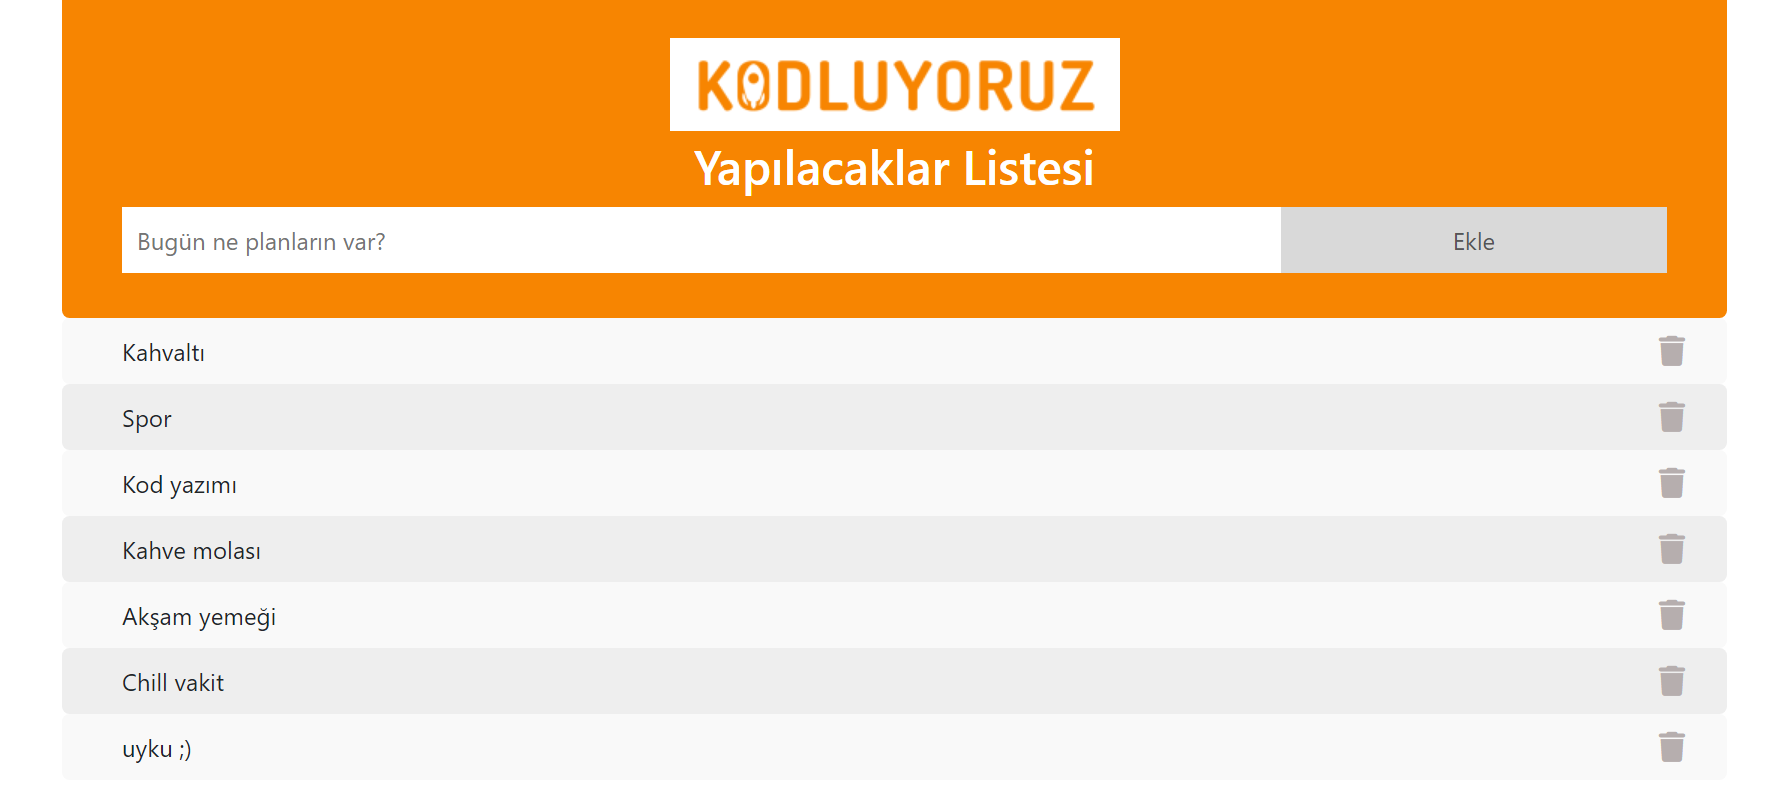 KODLUYORUZ
Yapılacaklar Listesi
Bugün ne planların var?
Ekle
Kahvaltı
Spor
Kod yazımı
Kahve molası
Akşam yemeği
Chill vakit
uyku ;)